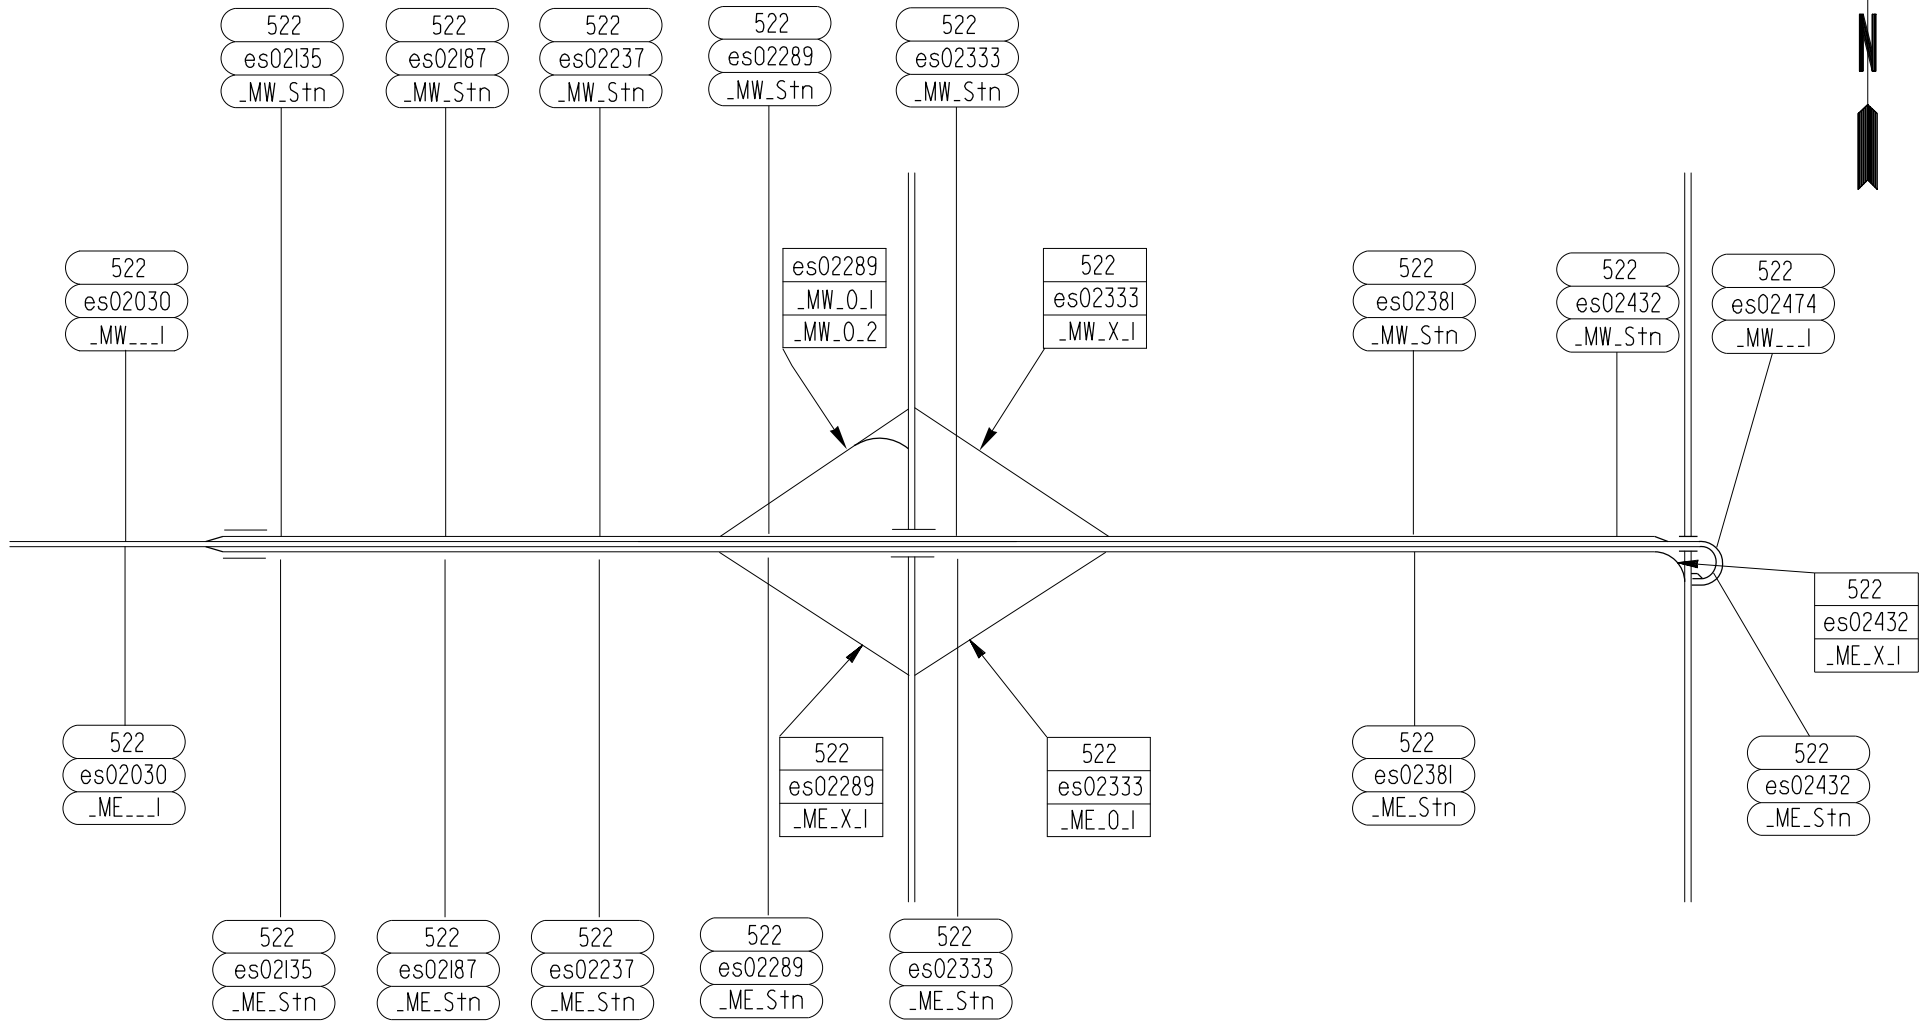 522
es02135
_MW_Stn
522
es02187
_MW_Stn
522
es02237
_MW_Stn
522
es02289
_MW_Stn
522
es02333
_MW_Stn
N
522
es02030
_MW___1
es02289
_MW_O_1
_MW_O_2
522
es02333
_MW_X_1
522
es02381
_MW_Stn
522
es02432
_MW_Stn
522
es02474
_MW___1
522
es02432
_ME_X_1
522
es02030
_ME___1
522
es02289
_ME_X_1
522
es02333
_ME_O_1
522
es02381
_ME_Stn
522
es02432
_ME_Stn
522
es02135
_ME_Stn
522
es02187
_ME_Stn
522
es02237
_ME_Stn
522
es02289
_ME_Stn
522
es02333
_ME_Stn